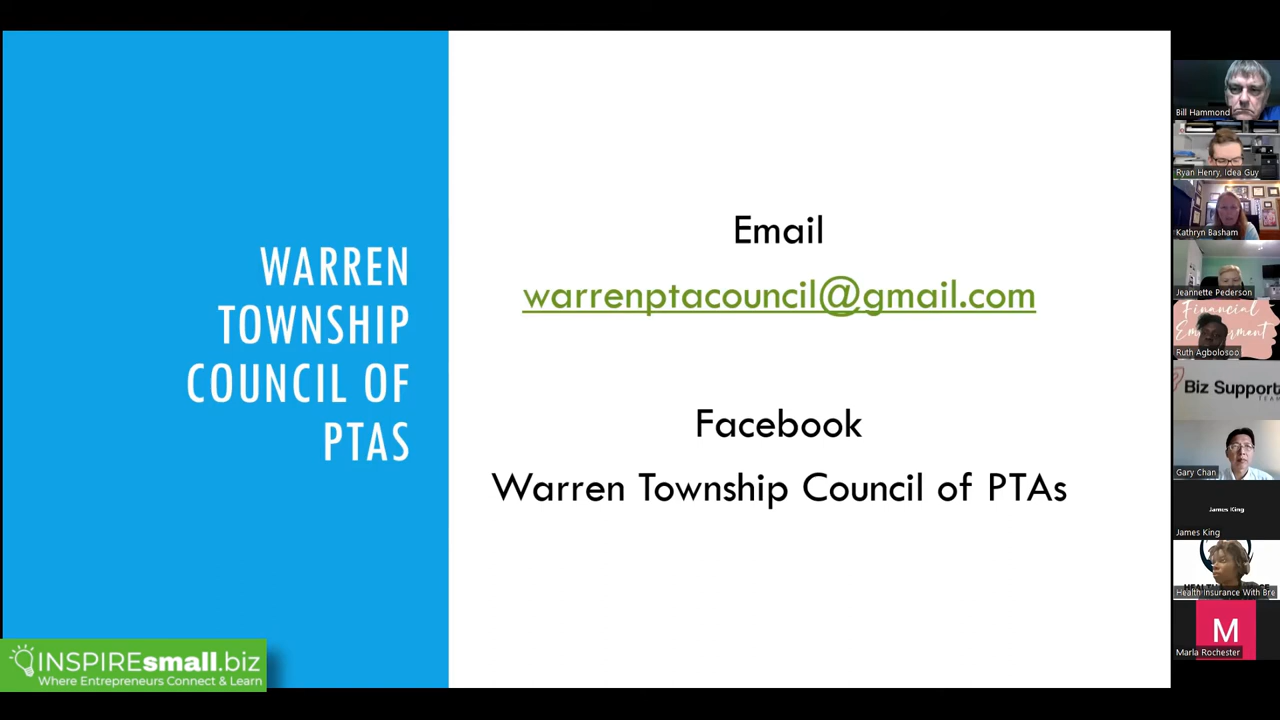 WARREN
TOWNSHIP
COUNCIL OF
PTAS
Email
warrenptacouncil@gmail.com
Facebook
Warren Township Council of PTAs
INSPIREsmall.biz
Where Entrepreneurs Connect & Learn
Bill Hammond
Ryan Henry, Idea Guy
Kathryn Basham
Jeannette Pederson
Financial
Ruth Agbolosoo
Biz Support
TEAM
Gary Chan
James King
James King
Health Insurance With Bre
M
Marla Rochester